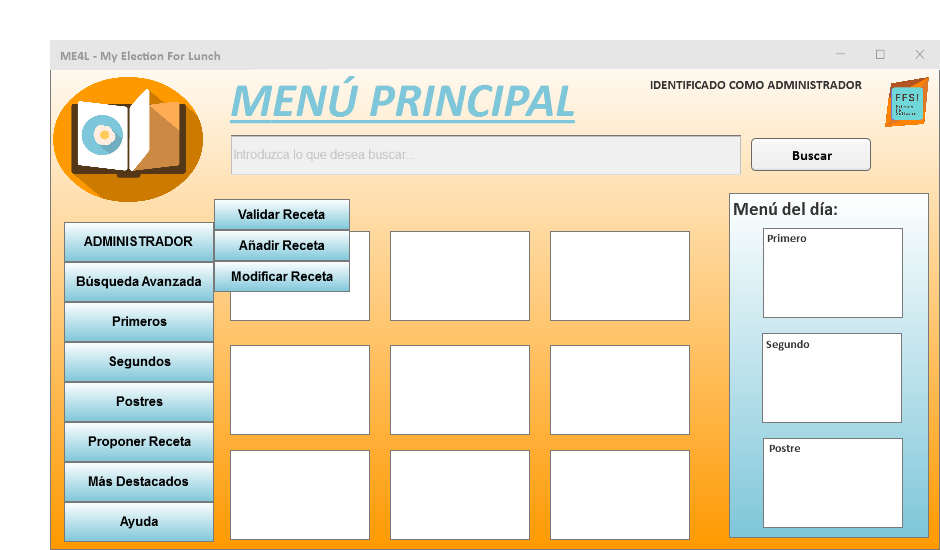 ME4L - My Election For Lunch
MENÚ PRINCIPAL
IDENTIFICADO COMO ADMINISTRADOR
FFSI
Introduzca lo que desea buscar...
Buscar
ADMINISTRADOR
Búsqueda Avanzada
Primeros
Segundos
Postres
Proponer Receta
Más Destacados
Ayuda
Validar Receta
Añadir Receta
Modificar Receta
Menú del día:
Primero
Segundo
Postre